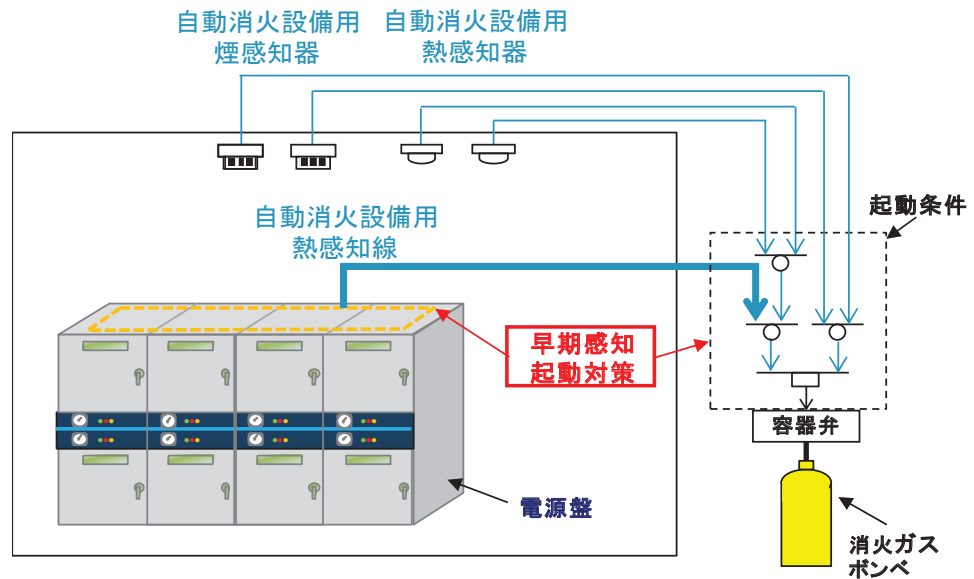 自動消火設備用
煙感知器
自動消火設備用
熱感知器
自動消火設備用
熱感知線
起動条件
早期感知
起動対策
容器弁
電源盤
消火ガス
ボンベ